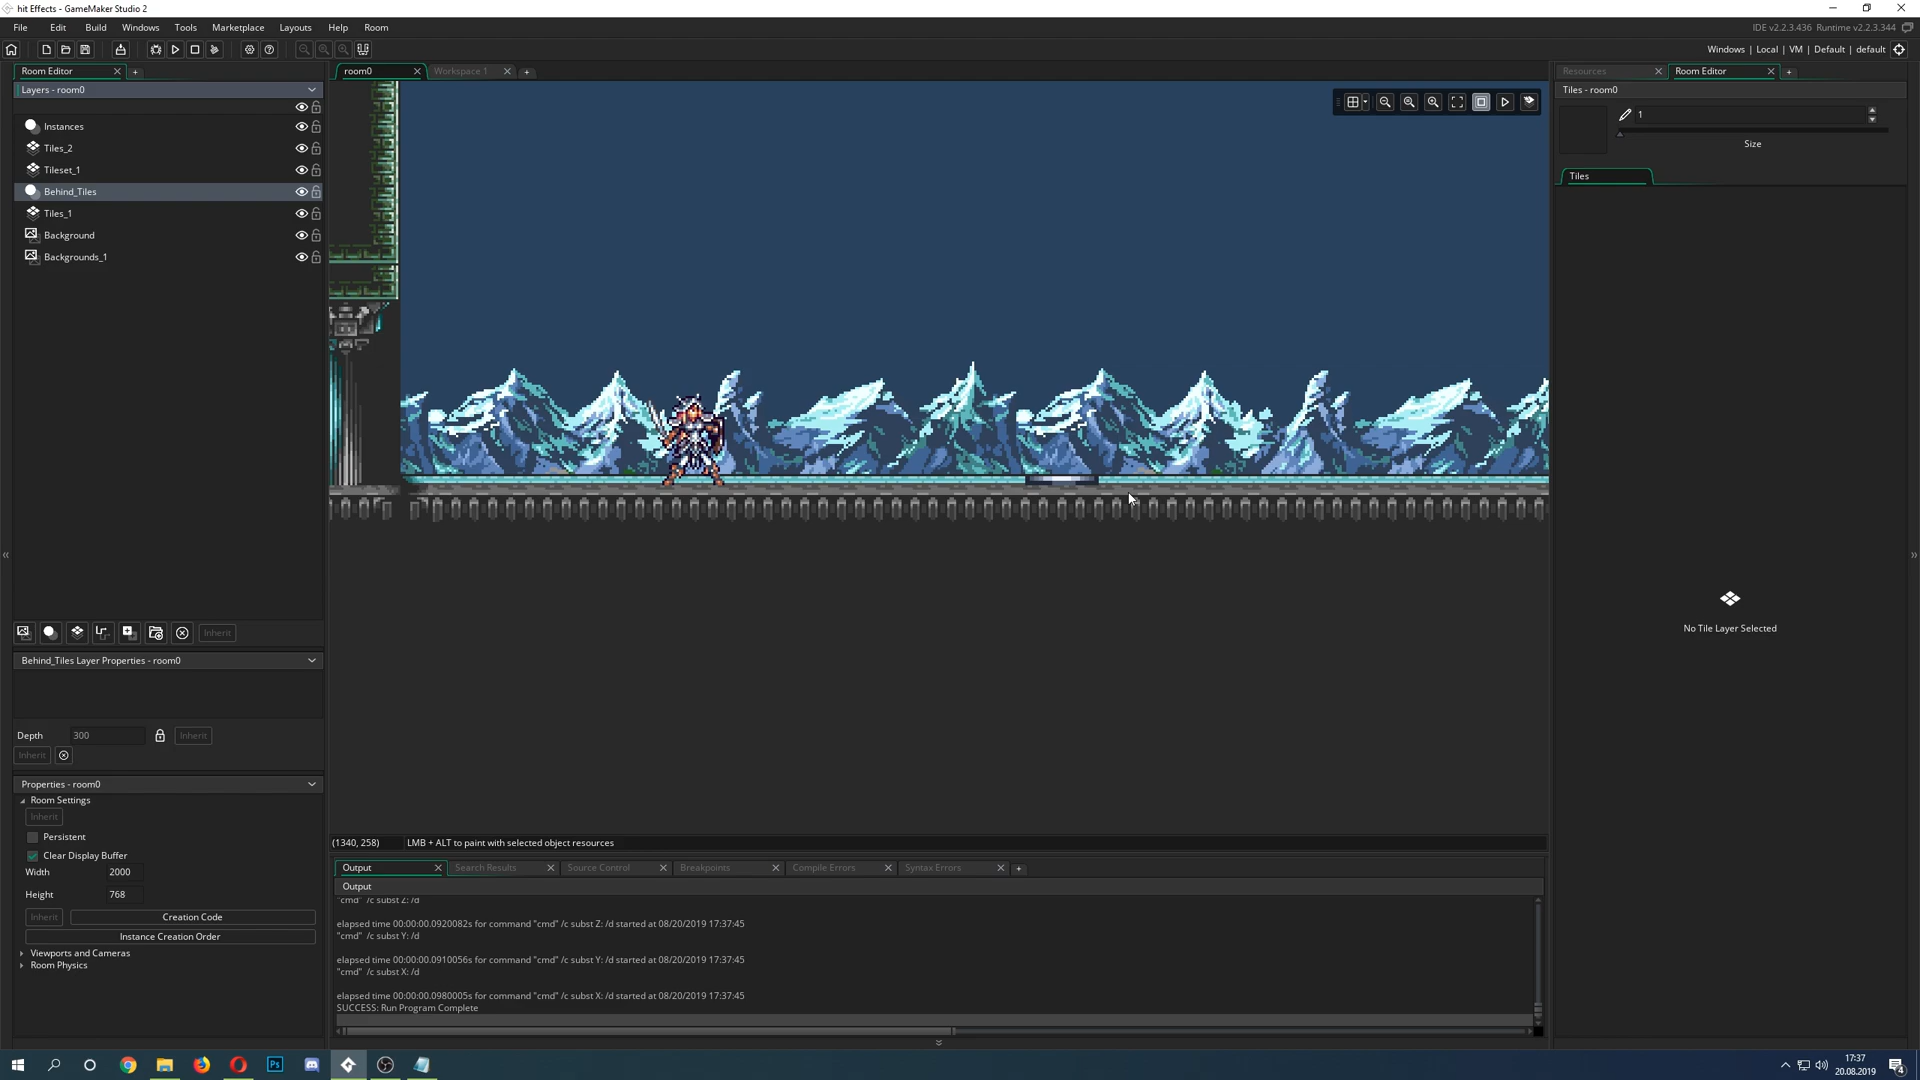 hit Effects - GameMaker Studio 2
File Edit Build Windows Tools Marketplace Layouts Help Room
IDE v2.2.3.436 Runtime v2.2.3.344
Windows | Local | VM | Default | default
Room Editor
room0
Workspace 1
Resources
Room Editor
Layers - room0
Tiles - room0
Instances
Tiles_2
Tileset_1
Behind_Tiles
Tiles_1
Background
Backgrounds_1
1
Size
Tiles
No Tile Layer Selected
Inherit
Behind_Tiles Layer Properties - room0
Depth 300 Inherit
Inherit
Properties - room0
Room Settings
Inherit
Persistent
Clear Display Buffer
Width 2000
Height 768
Inherit Creation Code
Instance Creation Order
Viewports and Cameras
Room Physics
(1340, 258) LMB + ALT to paint with selected object resources
Output Search Results Source Control Breakpoints Compile Errors Syntax Errors
Output
"cmd" /c subst Z: /d
elapsed time 00:00:00.0920082s for command "cmd" /c subst Z: /d started at 08/20/2019 17:37:45
"cmd" /c subst Y: /d
elapsed time 00:00:00.0910056s for command "cmd" /c subst Y: /d started at 08/20/2019 17:37:45
"cmd" /c subst X: /d
elapsed time 00:00:00.0980005s for command "cmd" /c subst X: /d started at 08/20/2019 17:37:45
SUCCESS: Run Program Complete
Ps
17:37
20.08.2019
4